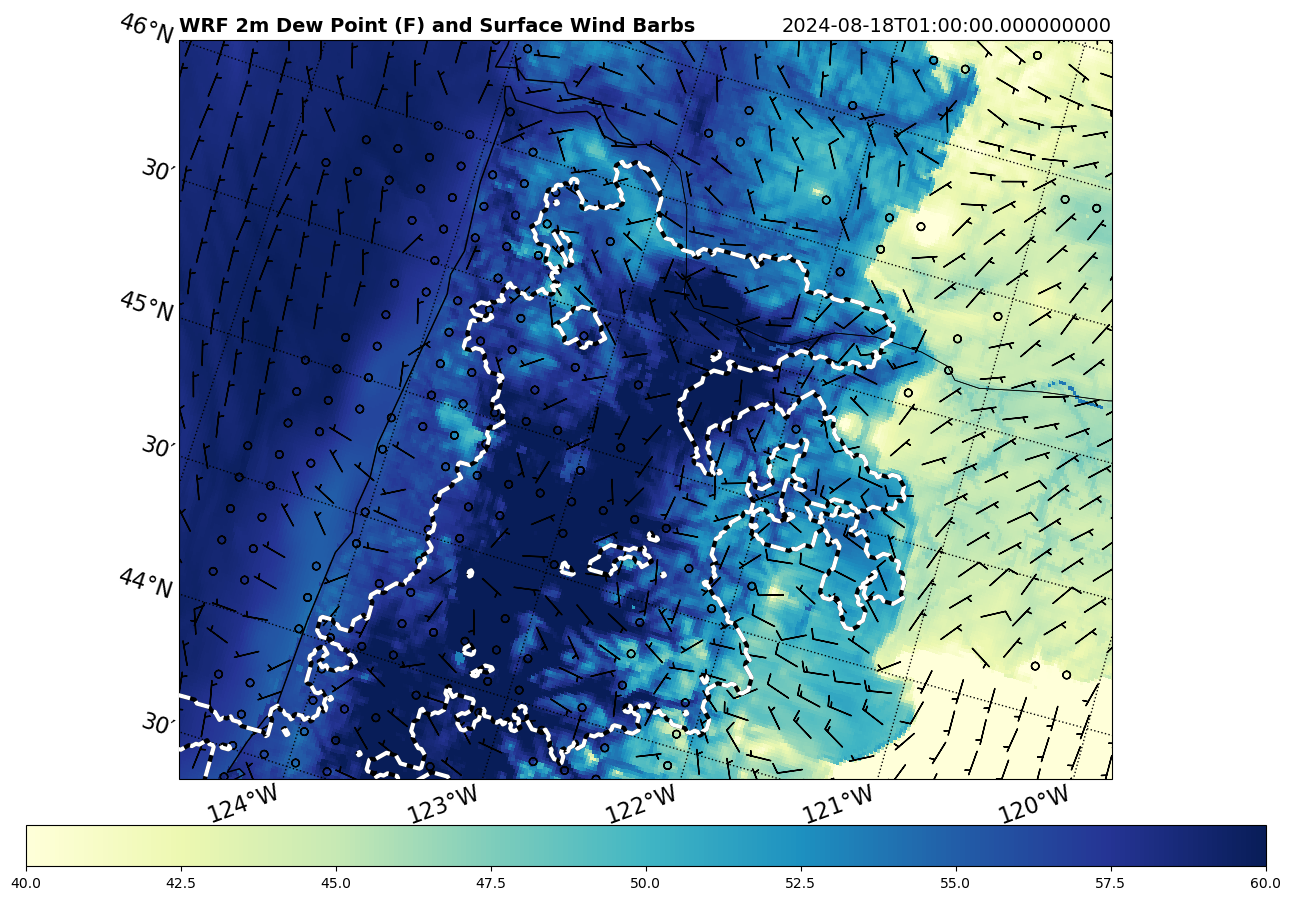 WRF 2m Dew Point (F) and Surface Wind Barbs 2024-08-18T01:00:00.000000000
46°N
30′
45°N
30′
44°N
30′
124°W 123°W 122°W 121°W 120°W
40.0 42.5 45.0 47.5 50.0 52.5 55.0 57.5 60.0